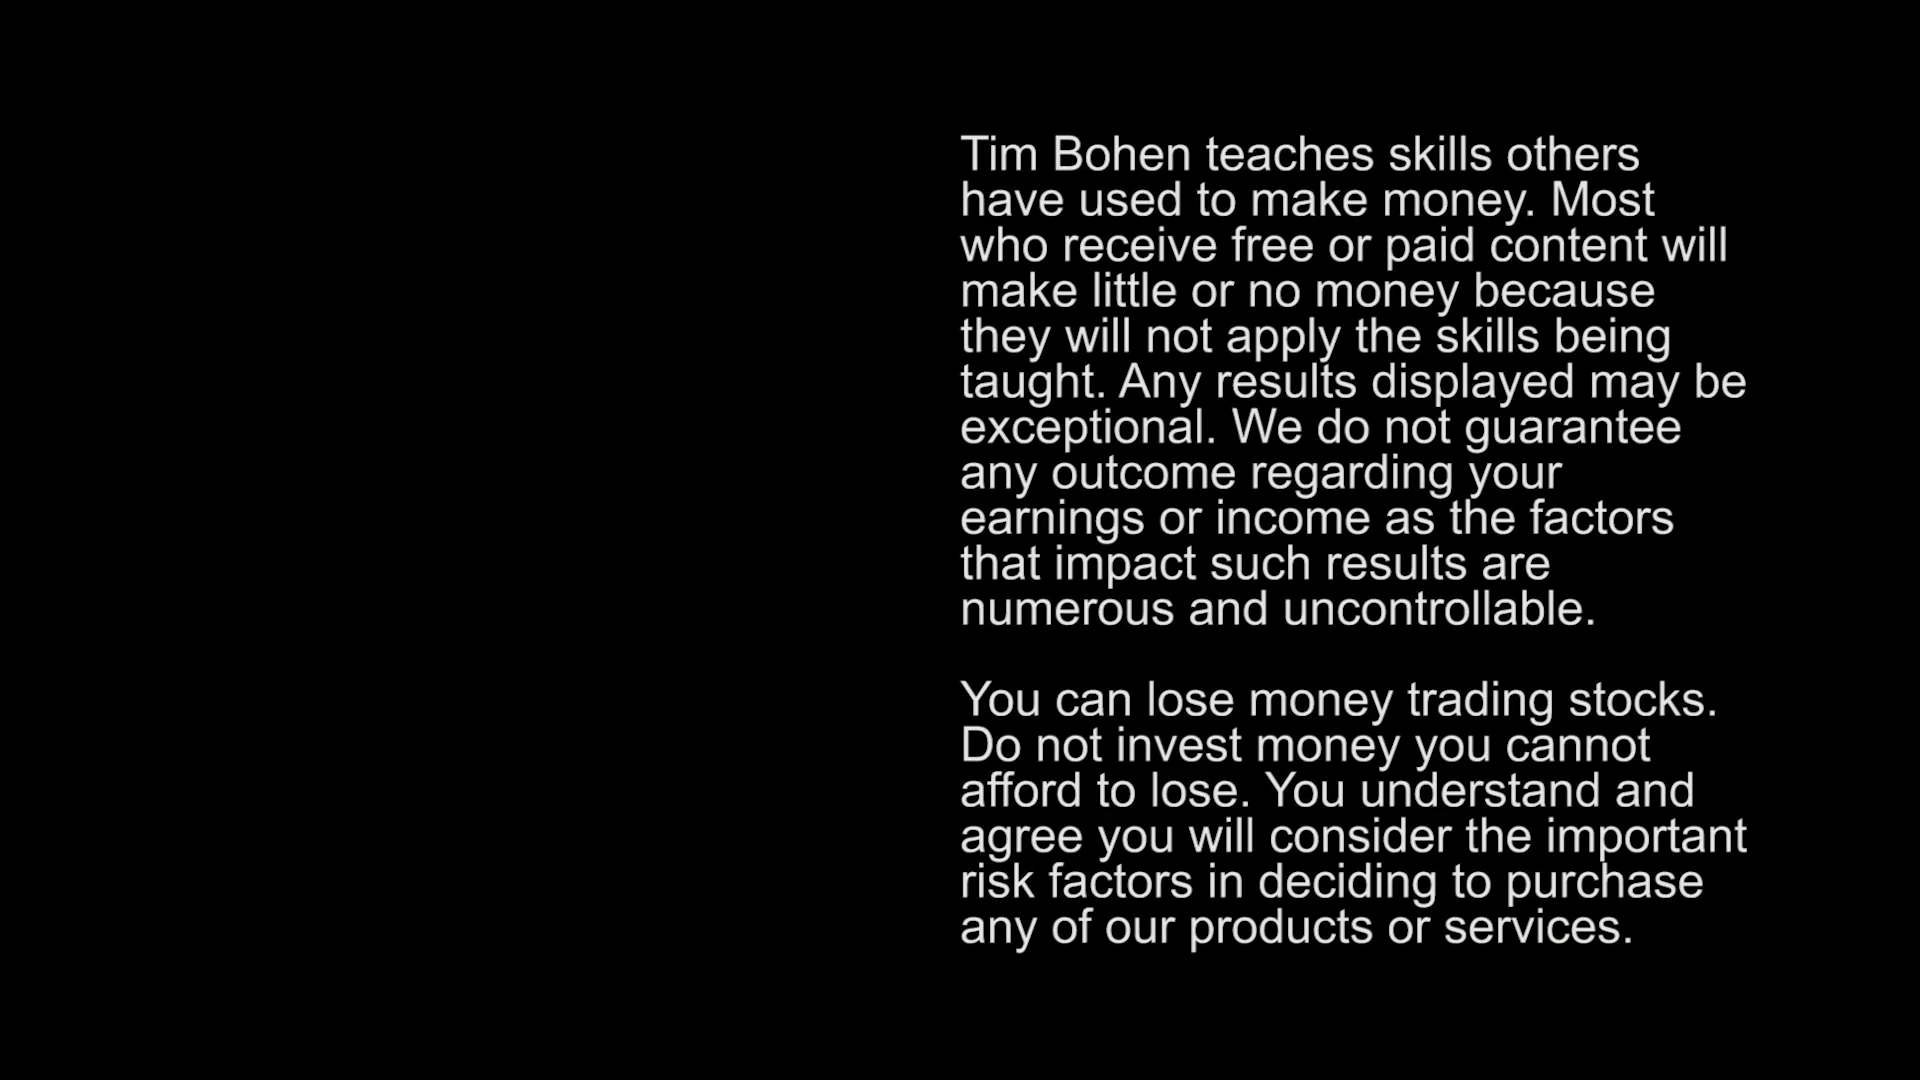 Tim Bohen teaches skills others
have used to make money. Most
who receive free or paid content will
make little or no money because
they will not apply the skills being
taught. Any results displayed may be
exceptional. We do not guarantee
any outcome regarding your
earnings or income as the factors
that impact such results are
numerous and uncontrollable.
You can lose money trading stocks.
Do not invest money you cannot
afford to lose. You understand and
agree you will consider the important
risk factors in deciding to purchase
any of our products or services.